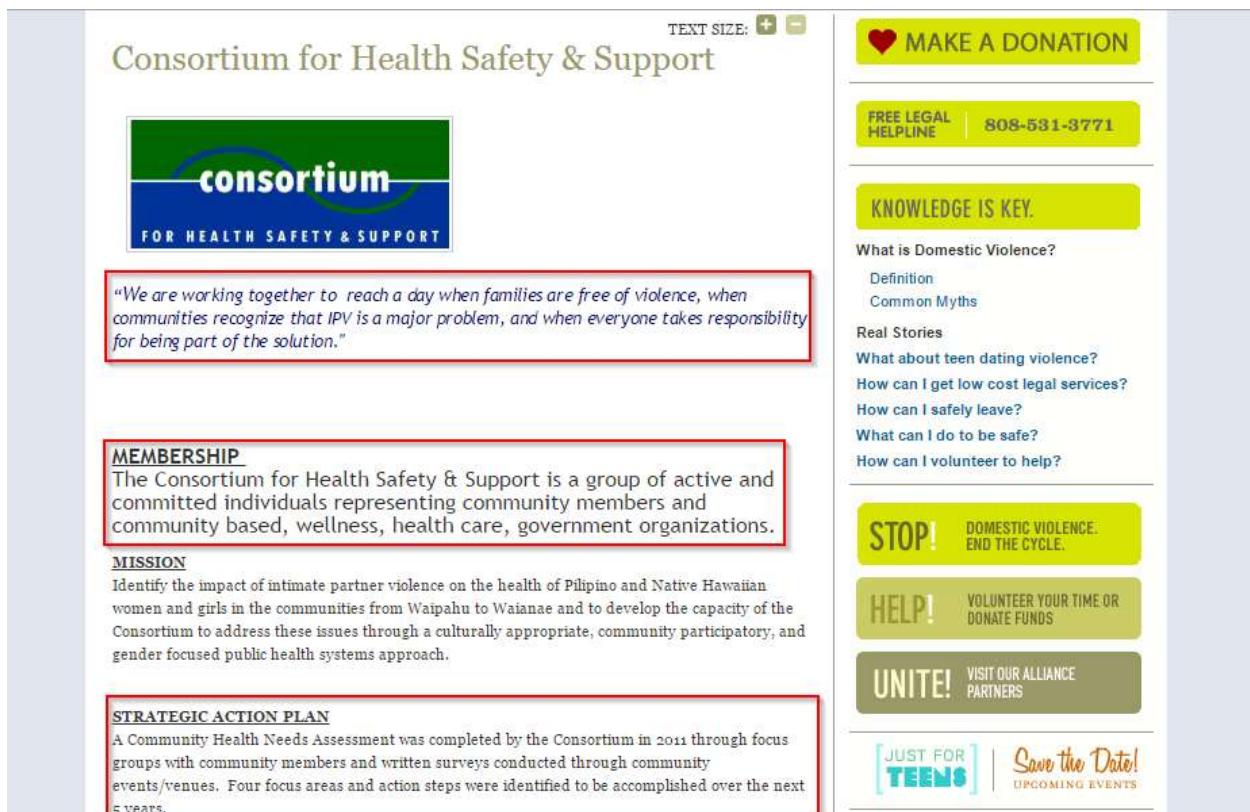 TEXT SIZE: + –
Consortium for Health Safety & Support
consortium
FOR HEALTH SAFETY & SUPPORT
“We are working together to reach a day when families are free of violence, when
communities recognize that IPV is a major problem, and when everyone takes responsibility
for being part of the solution."
MEMBERSHIP
The Consortium for Health Safety & Support is a group of active and
committed individuals representing community members and
community based, wellness, health care, government organizations.
MISSION
Identify the impact of intimate partner violence on the health of Pilipino and Native Hawaiian
women and girls in the communities from Waipahu to Waianae and to develop the capacity of the
Consortium to address these issues through a culturally appropriate, community participatory, and
gender focused public health systems approach.
STRATEGIC ACTION PLAN
A Community Health Needs Assessment was completed by the Consortium in 2011 through focus
groups with community members and written surveys conducted through community
events/venues. Four focus areas and action steps were identified to be accomplished over the next
5 years.
MAKE A DONATION
FREE LEGAL
HELPLINE
808-531-3771
KNOWLEDGE IS KEY.
What is Domestic Violence?
Definition
Common Myths
Real Stories
What about teen dating violence?
How can I get low cost legal services?
How can I safely leave?
What can I do to be safe?
How can I volunteer to help?
STOP!
DOMESTIC VIOLENCE.
END THE CYCLE.
HELP!
VOLUNTEER YOUR TIME OR
DONATE FUNDS
UNITE!
VISIT OUR ALLIANCE
PARTNERS
JUST FOR
TEENS
Save the Date!
UPCOMING EVENTS